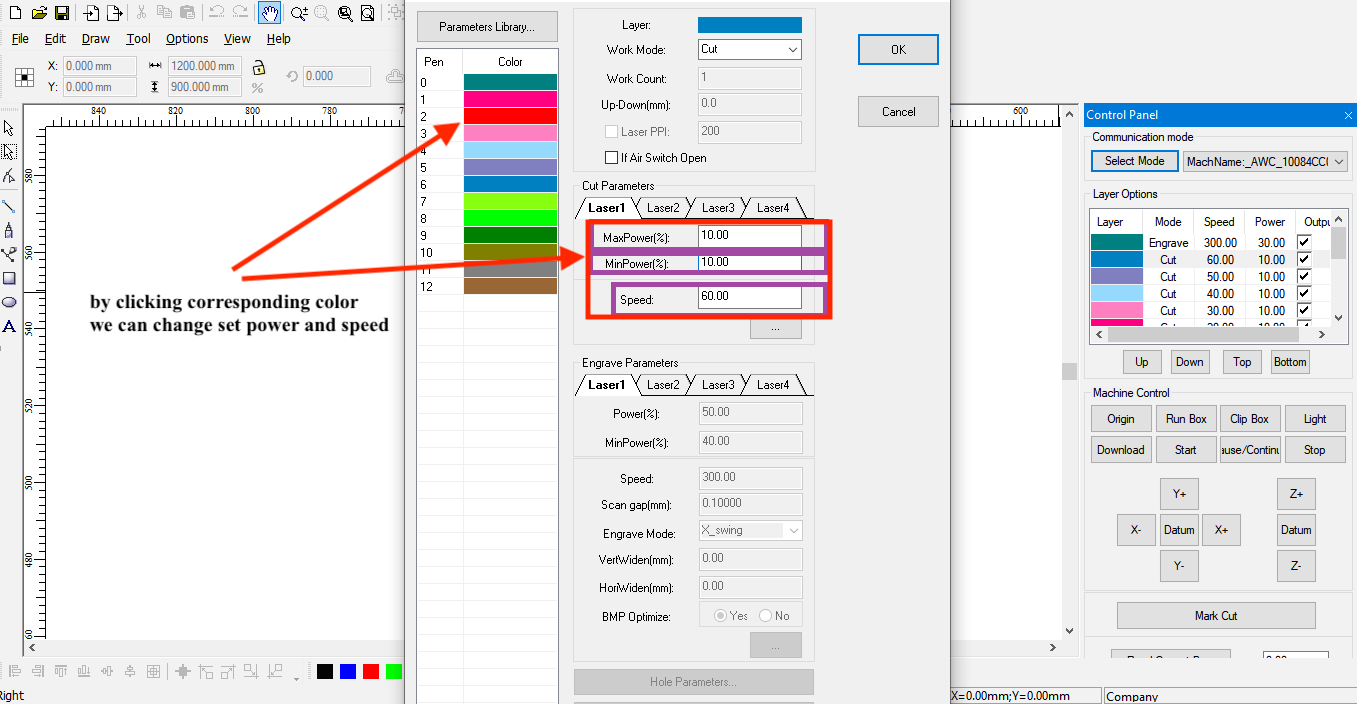 File Edit Draw Tool Options View Help
X: 0.000 mm 1200.000 mm 0.000
Y: 0.000 mm 900.000 mm %
840 820 800 780 600
580
560
540
520
500
480
60
by clicking corresponding color
we can change set power and speed
Right
Parameters Library...
Pen Color
0
1
2
3
4
5
6
7
8
9
10
11
12
Layer:
Work Mode: Cut
Work Count: 1
Up-Down(mm): 0.0
Laser PPI: 200
If Air Switch Open
OK
Cancel
Cut Parameters
Laser1 Laser2 Laser3 Laser4
MaxPower(%): 10.00
MinPower(%): 10.00
Speed: 60.00
...
Engrave Parameters
Laser1 Laser2 Laser3 Laser4
Power(%): 50.00
MinPower(%): 40.00
Speed: 300.00
Scan gap(mm): 0.10000
Engrave Mode: X_swing
VertWiden(mm): 0.00
HoriWiden(mm): 0.00
BMP Optimize: Yes No
...
Hole Parameters...
Control Panel
Communication mode
Select Mode MachName:_AWC_10084CC(
Layer Options
Layer Mode Speed Power Outpu
Engrave 300.00 30.00
Cut 60.00 10.00
Cut 50.00 10.00
Cut 40.00 10.00
Cut 30.00 10.00
Up Down Top Bottom
Machine Control
Origin Run Box Clip Box Light
Download Start ause/Continu Stop
Y+ Z+
X- Datum X+ Datum
Y- Z-
Mark Cut
X=0.00mm;Y=0.00mm Company